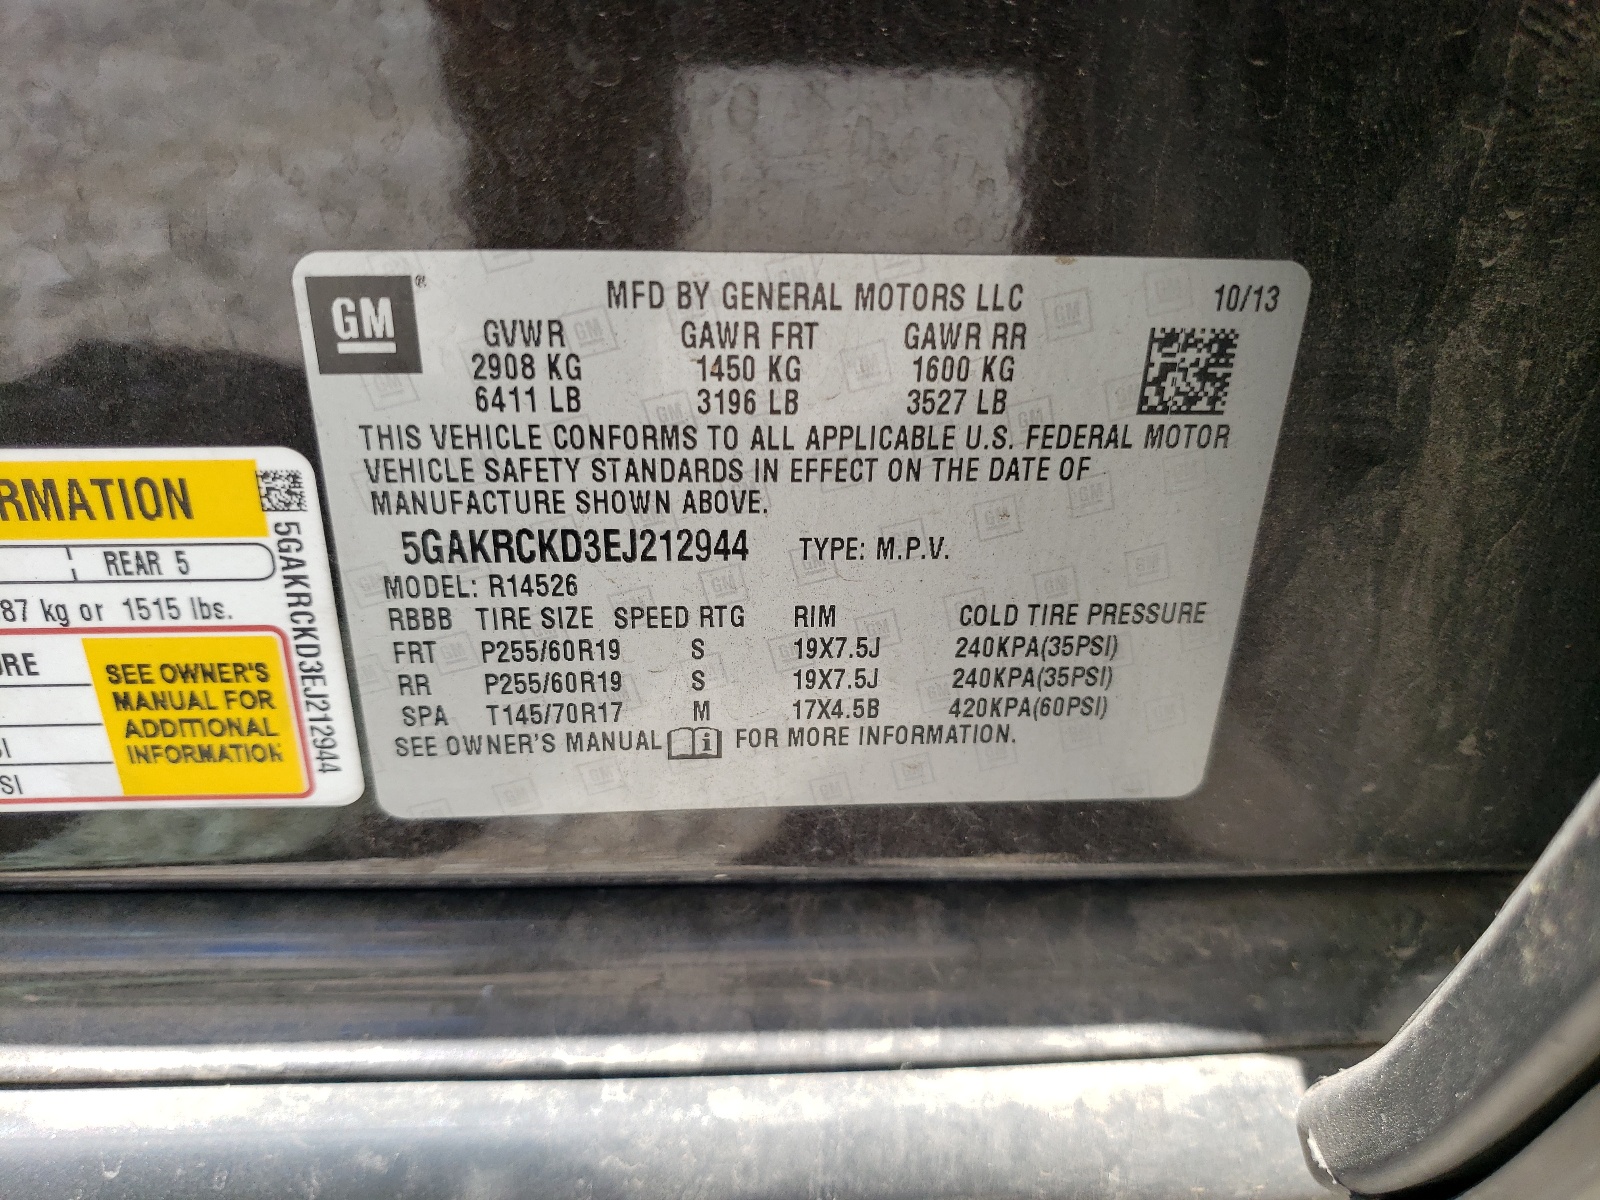 GM ®
MFD BY GENERAL MOTORS LLC 10/13
GVWR GAWR FRT GAWR RR
2908 KG 1450 KG 1600 KG
6411 LB 3196 LB 3527 LB
THIS VEHICLE CONFORMS TO ALL APPLICABLE U.S. FEDERAL MOTOR
VEHICLE SAFETY STANDARDS IN EFFECT ON THE DATE OF
MANUFACTURE SHOWN ABOVE.
5GAKRCKD3EJ212944 TYPE: M.P.V.
MODEL: R14526
RBBB TIRE SIZE SPEED RTG RIM COLD TIRE PRESSURE
FRT P255/60R19 S 19X7.5J 240KPA(35PSI)
RR P255/60R19 S 19X7.5J 240KPA(35PSI)
SPA T145/70R17 M 17X4.5B 420KPA(60PSI)
SEE OWNER'S MANUAL i FOR MORE INFORMATION.
RMATION
REAR 5
87 kg or 1515 lbs.
RE
SI
SEE OWNER'S
MANUAL FOR
ADDITIONAL
INFORMATION
5GAKRCKD3EJ212944